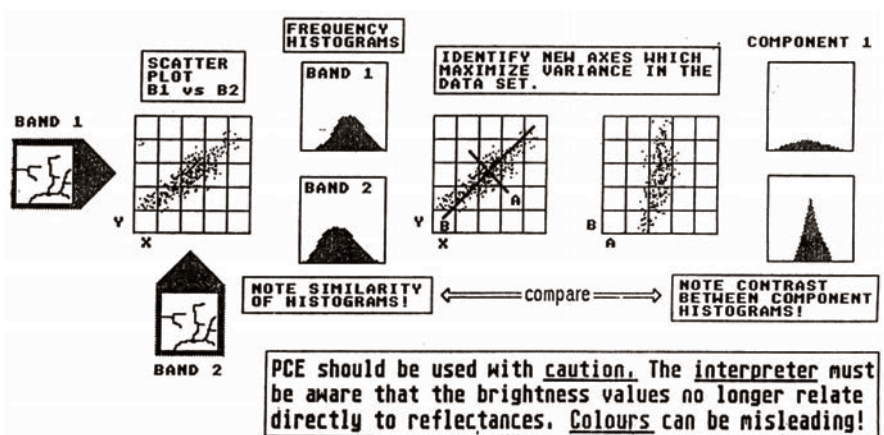 FREQUENCY
HISTOGRAMS
SCATTER
PLOT
B1 vs B2
BAND 1
IDENTIFY NEW AXES WHICH
MAXIMIZE VARIANCE IN THE
DATA SET.
COMPONENT 1
BAND 1
BAND 2
Y
X
Y
B
A
X
B
A
NOTE SIMILARITY
OF HISTOGRAMS!
compare
NOTE CONTRAST
BETWEEN COMPONENT
HISTOGRAMS!
BAND 2
PCE should be used with caution. The interpreter must
be aware that the brightness values no longer relate
directly to reflectances. Colours can be misleading!